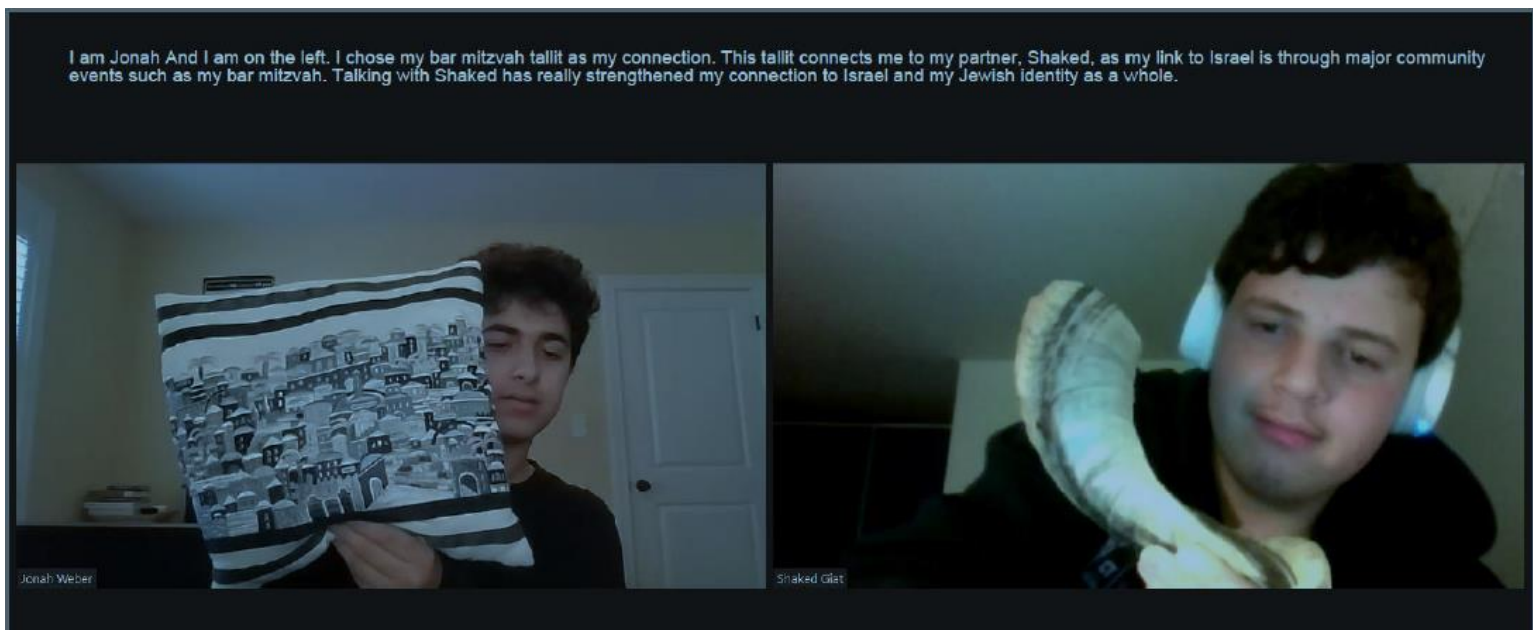 I am Jonah And I am on the left. I chose my bar mitzvah tallit as my connection. This tallit connects me to my partner, Shaked, as my link to Israel is through major community
events such as my bar mitzvah. Talking with Shaked has really strengthened my connection to Israel and my Jewish identity as a whole.
Jonah Weber
Shaked Giat